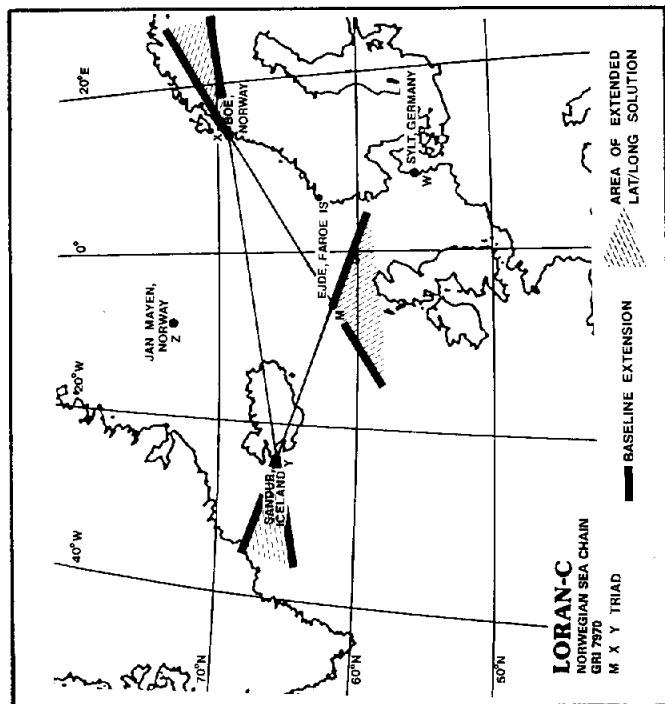 40°W
20°W
0°
20°E
JAN MAYEN,
NORWAY
Z
70°N
X
BOE,
NORWAY
SANDUR,
ICELAND Y
EJDE, FAROE IS
M
60°N
SYLT, GERMANY
W
50°N
LORAN-C
NORWEGIAN SEA CHAIN
GRI 7970
M X Y TRIAD
BASELINE EXTENSION
AREA OF EXTENDED
LAT/LONG SOLUTION